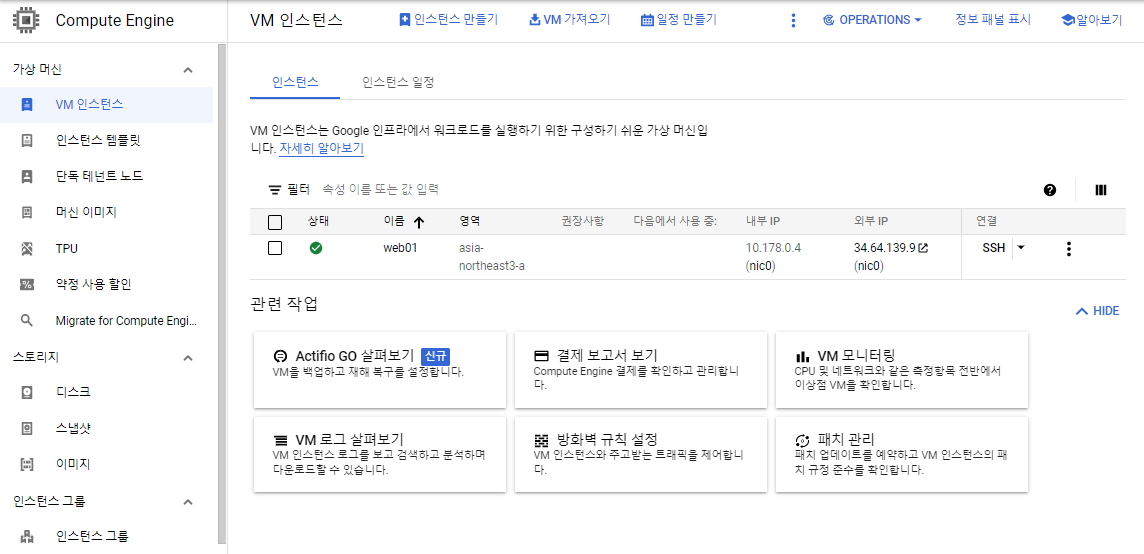 Compute Engine
VM 인스턴스
인스턴스 만들기
VM 가져오기
일정 만들기
OPERATIONS
정보 패널 표시
알아보기
가상 머신
VM 인스턴스
인스턴스 템플릿
단독 테넌트 노드
머신 이미지
TPU
약정 사용 할인
Migrate for Compute Engi...
스토리지
디스크
스냅샷
이미지
인스턴스 그룹
인스턴스 그룹
인스턴스
인스턴스 일정
VM 인스턴스는 Google 인프라에서 워크로드를 실행하기 위한 구성하기 쉬운 가상 머신입
니다. 자세히 알아보기
필터 속성 이름 또는 값 입력
상태 이름 영역 권장사항 다음에서 사용 중: 내부 IP 외부 IP 연결
web01 asia- 10.178.0.4 34.64.139.9 SSH
northeast3-a (nic0) (nic0)
관련 작업
HIDE
Actifio GO 살펴보기 신규
VM을 백업하고 재해 복구를 설정합니다.
결제 보고서 보기
Compute Engine 결제를 확인하고 관리합니
다.
VM 모니터링
CPU 및 네트워크와 같은 측정항목 전반에서
이상점 VM을 확인합니다.
VM 로그 살펴보기
VM 인스턴스 로그를 보고 검색하고 분석하며
다운로드할 수 있습니다.
방화벽 규칙 설정
VM 인스턴스와 주고받는 트래픽을 제어합니
다.
패치 관리
패치 업데이트를 예약하고 VM 인스턴스의 패
치 규정 준수를 확인합니다.